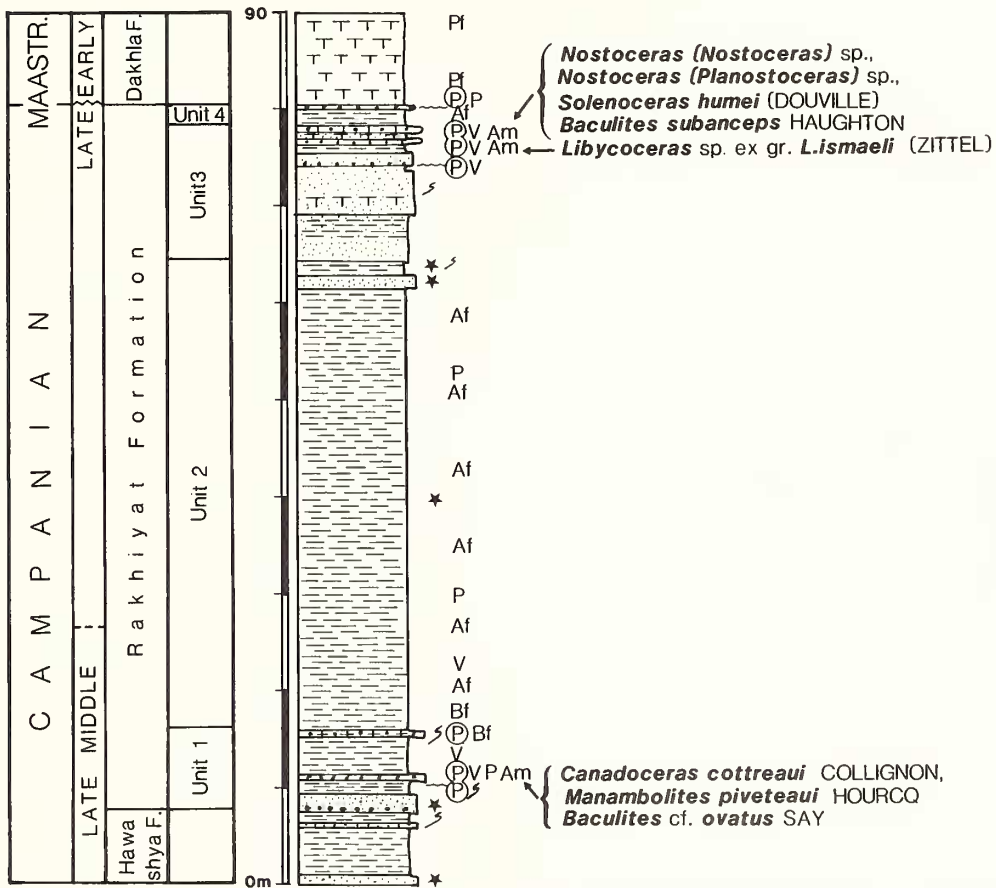 MAASTR.
CAMPANIAN
EARLY
LATE
LATE MIDDLE
Dakhla F.
Rakhiyat Formation
Hawa
shya F.
Unit 4
Unit3
Unit 2
Unit 1
90
0m
Pf
Pf
P P
Af
P V Am
P V Am
P V
Af
P
Af
Af
Af
P
Af
V
Af
Bf
P Bf
V
P V P Am
P
Nostoceras (Nostoceras) sp.,
Nostoceras (Planostoceras) sp.,
Solenoceras humei (DOUVILLE)
Baculites subanceps HAUGHTON
Libycoceras sp. ex gr. L.ismaeli (ZITTEL)
Canadoceras cottreaui COLLIGNON,
Manambolites piveteaui HOURCQ
Baculites cf. ovatus SAY